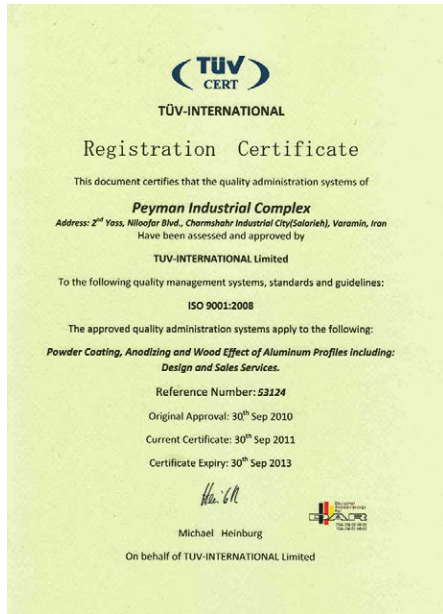 TÜV
CERT
TÜV-INTERNATIONAL
Registration Certificate
This document certifies that the quality administration systems of
Peyman Industrial Complex
Address: 2nd Yass, Niloofar Blvd., Charmshahr Industrial City(Salarieh), Varamin, Iran
Have been assessed and approved by
TUV-INTERNATIONAL Limited
To the following quality management systems, standards and guidelines:
ISO 9001:2008
The approved quality administration systems apply to the following:
Powder Coating, Anodizing and Wood Effect of Aluminum Profiles including:
Design and Sales Services.
Reference Number: 53124
Original Approval: 30th Sep 2010
Current Certificate: 30th Sep 2011
Certificate Expiry: 30th Sep 2013
Deutscher
Akkreditierungs
Rat
DAR
Michael Heinburg
On behalf of TUV-INTERNATIONAL Limited